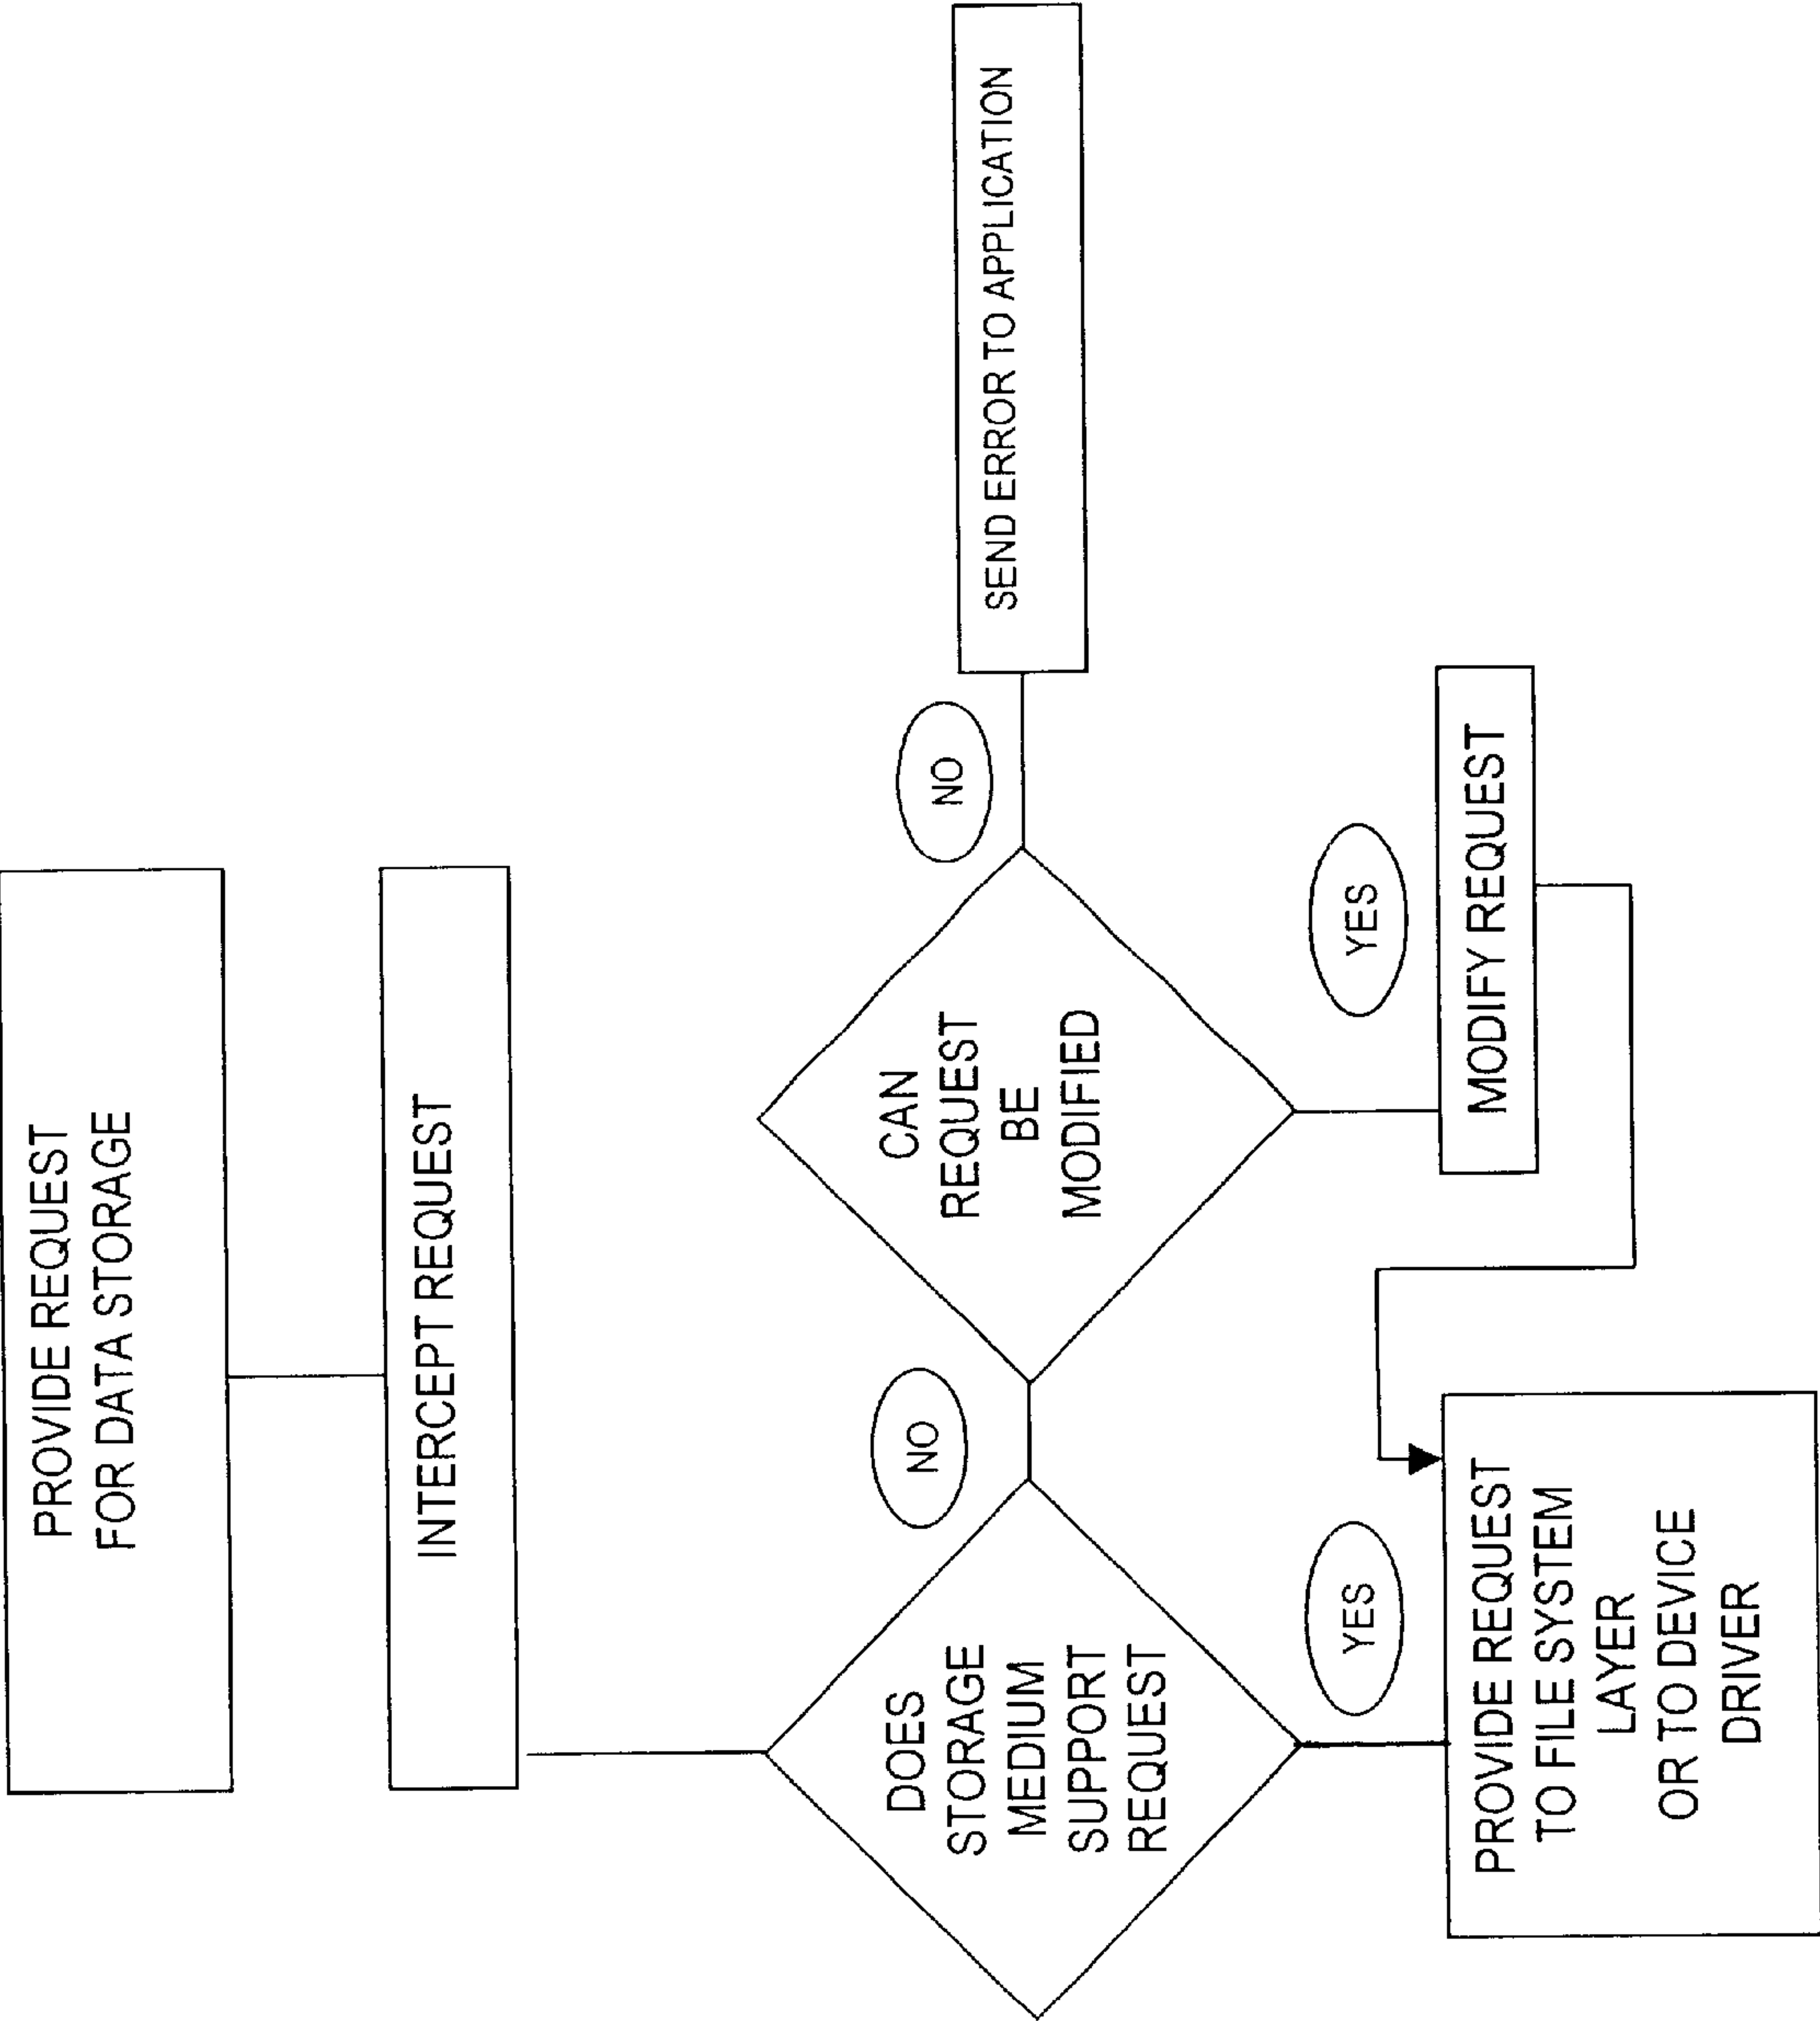 PROVIDE REQUEST
FOR DATA STORAGE
INTERCEPT REQUEST
DOES
STORAGE
MEDIUM
SUPPORT
REQUEST
NO
CAN
REQUEST
BE
MODIFIED
NO
SEND ERROR TO APPLICATION
YES
YES
MODIFY REQUEST
PROVIDE REQUEST
TO FILE SYSTEM
LAYER
OR TO DEVICE
DRIVER